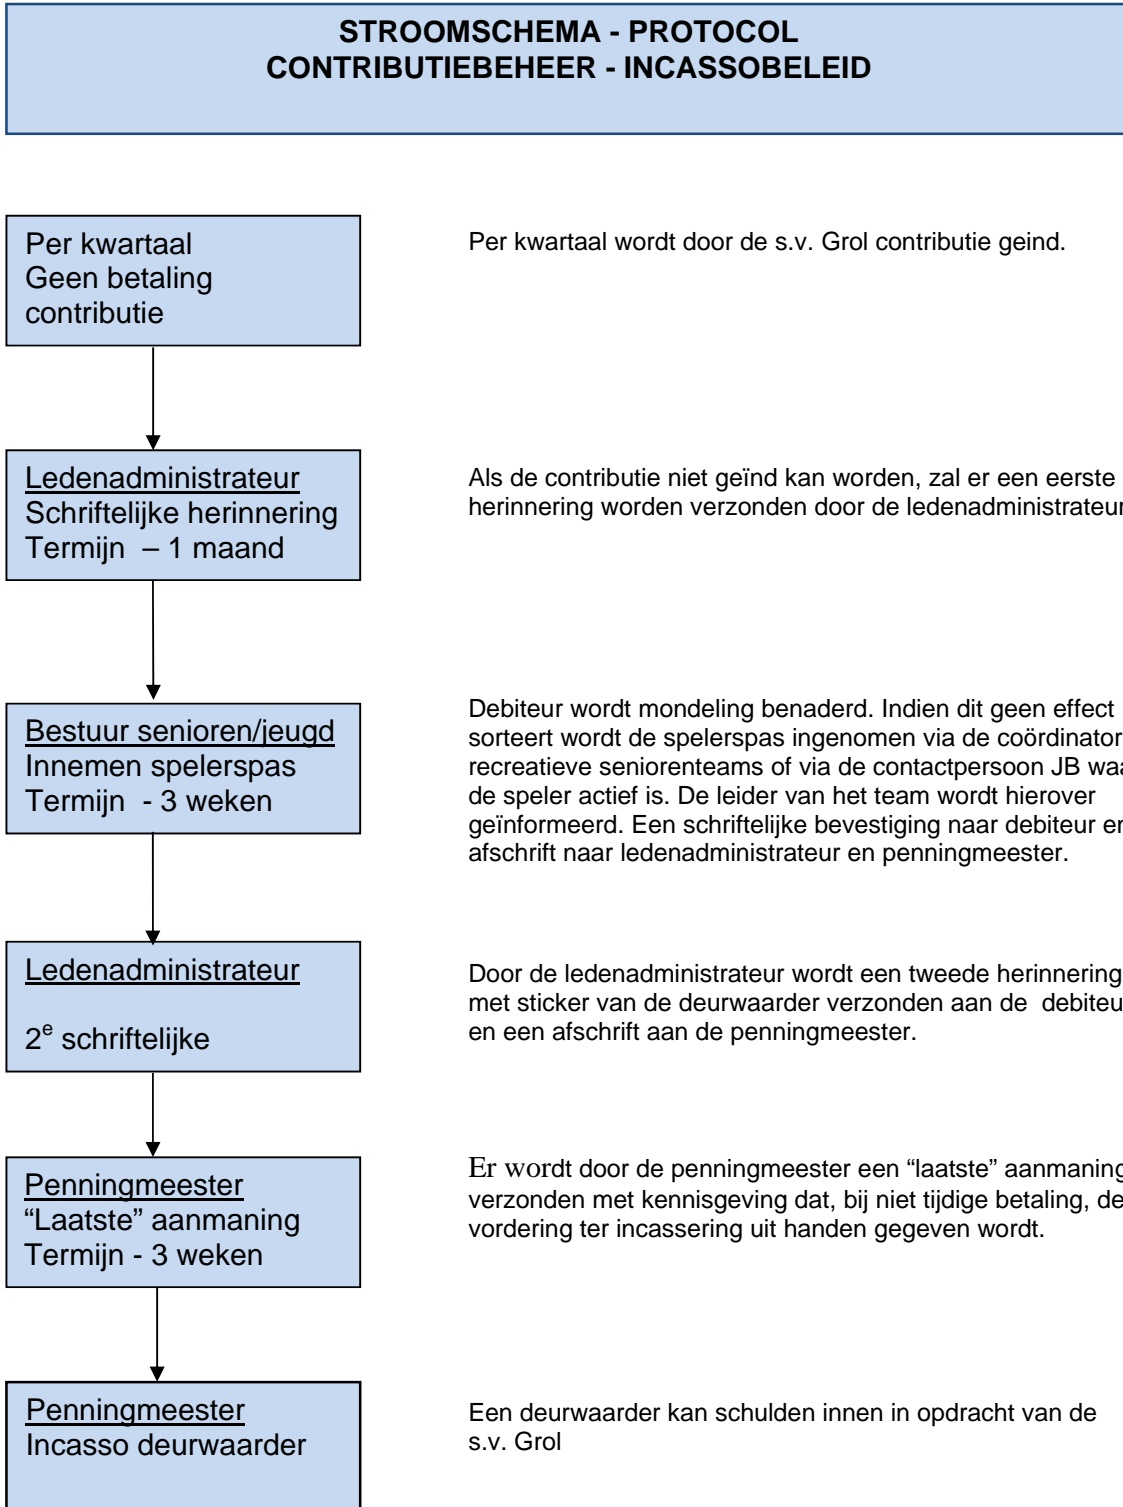 STROOMSCHEMA - PROTOCOL
CONTRIBUTIEBEHEER - INCASSOBELEID
Per kwartaal
Geen betaling
contributie
Per kwartaal wordt door de s.v. Grol contributie geind.
Ledenadministrateur
Schriftelijke herinnering
Termijn – 1 maand
Als de contributie niet geïnd kan worden, zal er een eerste
herinnering worden verzonden door de ledenadministrateur
Bestuur senioren/jeugd
Innemen spelerspas
Termijn - 3 weken
Debiteur wordt mondeling benaderd. Indien dit geen effect
sorteert wordt de spelerspas ingenomen via de coördinator
recreatieve seniorenteams of via de contactpersoon JB
de speler actief is. De leider van het team wordt hierover
geïnformeerd. Een schriftelijke bevestiging naar debiteur
afschrift naar ledenadministrateur en penningmeester.
Ledenadministrateur
2e schriftelijke
Door de ledenadministrateur wordt een tweede herinnering
met sticker van de deurwaarder verzonden aan de
en een afschrift aan de penningmeester.
Penningmeester
“Laatste” aanmaning
Termijn - 3 weken
Er wordt door de penningmeester een “laatste” aanmaning
verzonden met kennisgeving dat, bij niet tijdige betaling, de
vordering ter incassering uit handen gegeven wordt.
Penningmeester
Incasso deurwaarder
Een deurwaarder kan schulden innen in opdracht van de
s.v. Grol